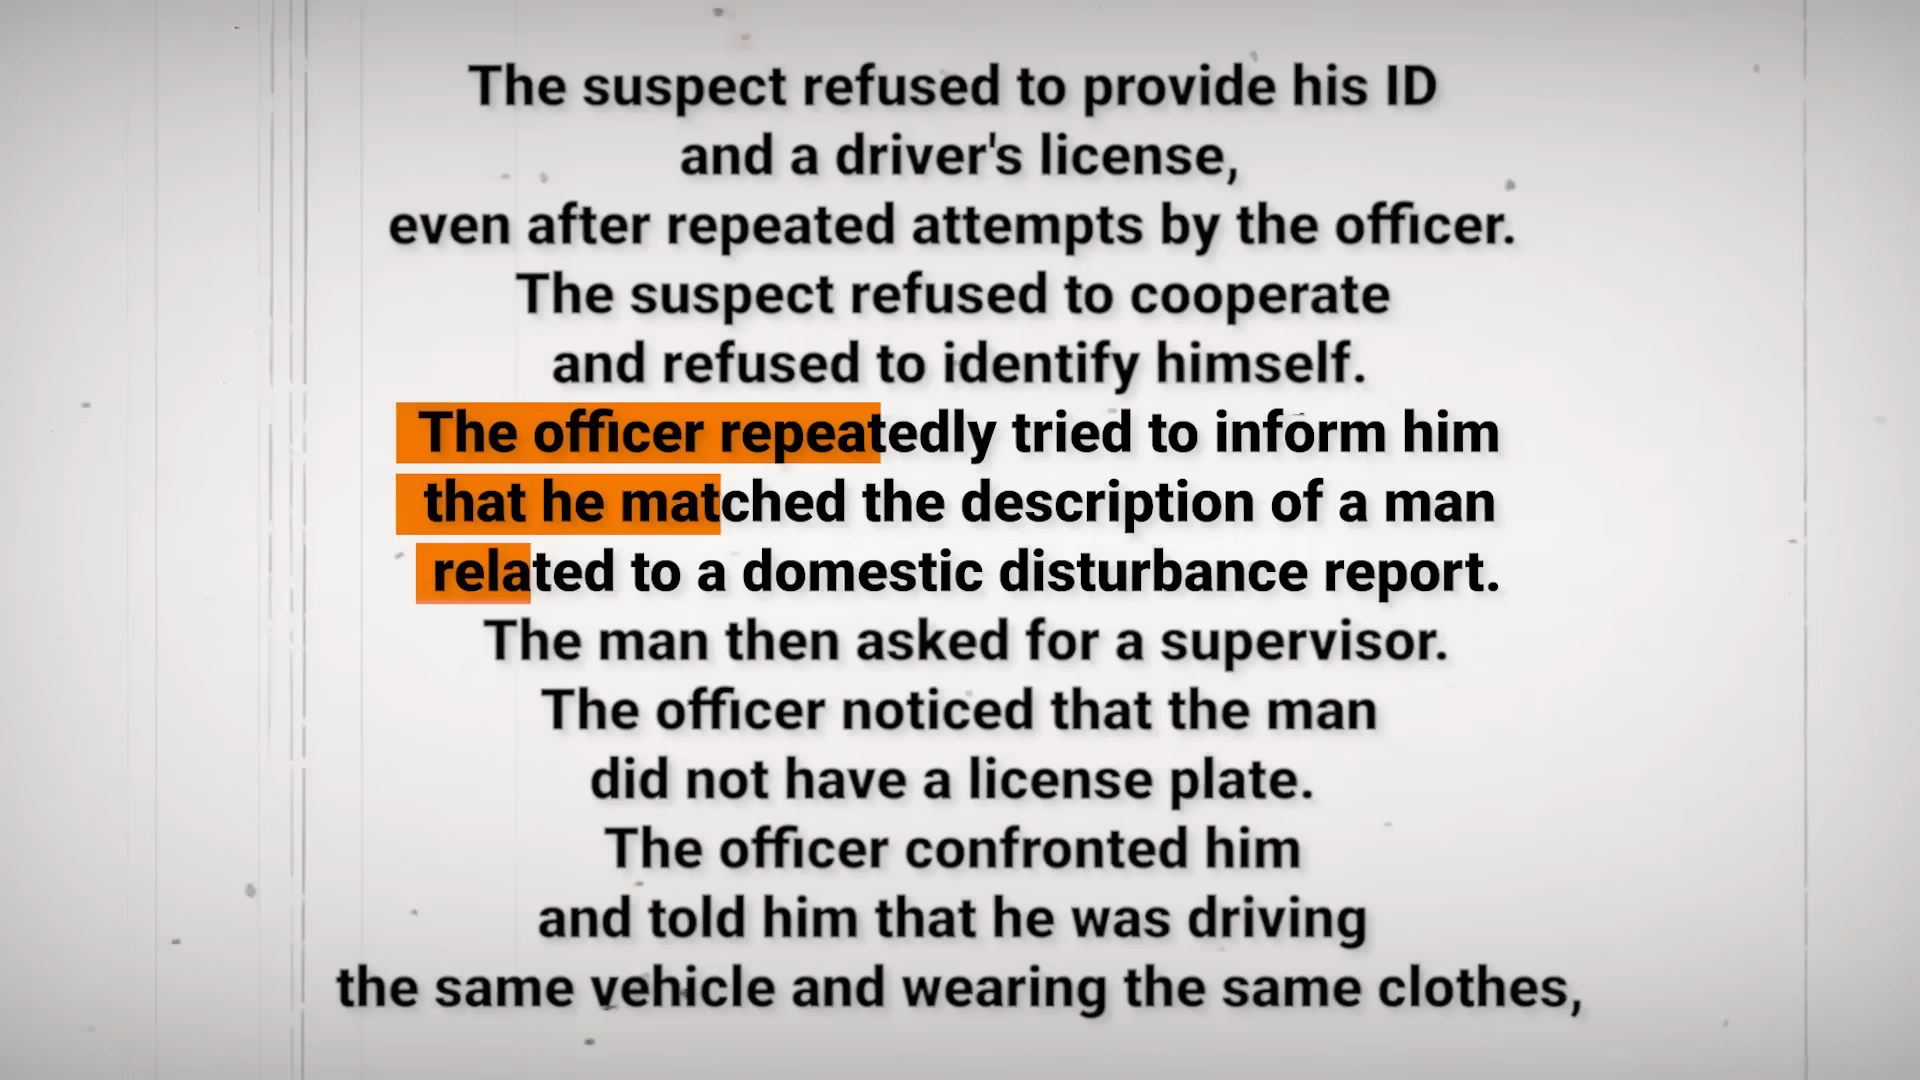 The suspect refused to provide his ID
and a driver's license,
even after repeated attempts by the officer.
The suspect refused to cooperate
and refused to identify himself.
The officer repeatedly tried to inform him
that he matched the description of a man
related to a domestic disturbance report.
The man then asked for a supervisor.
The officer noticed that the man
did not have a license plate.
The officer confronted him
and told him that he was driving
the same vehicle and wearing the same clothes,